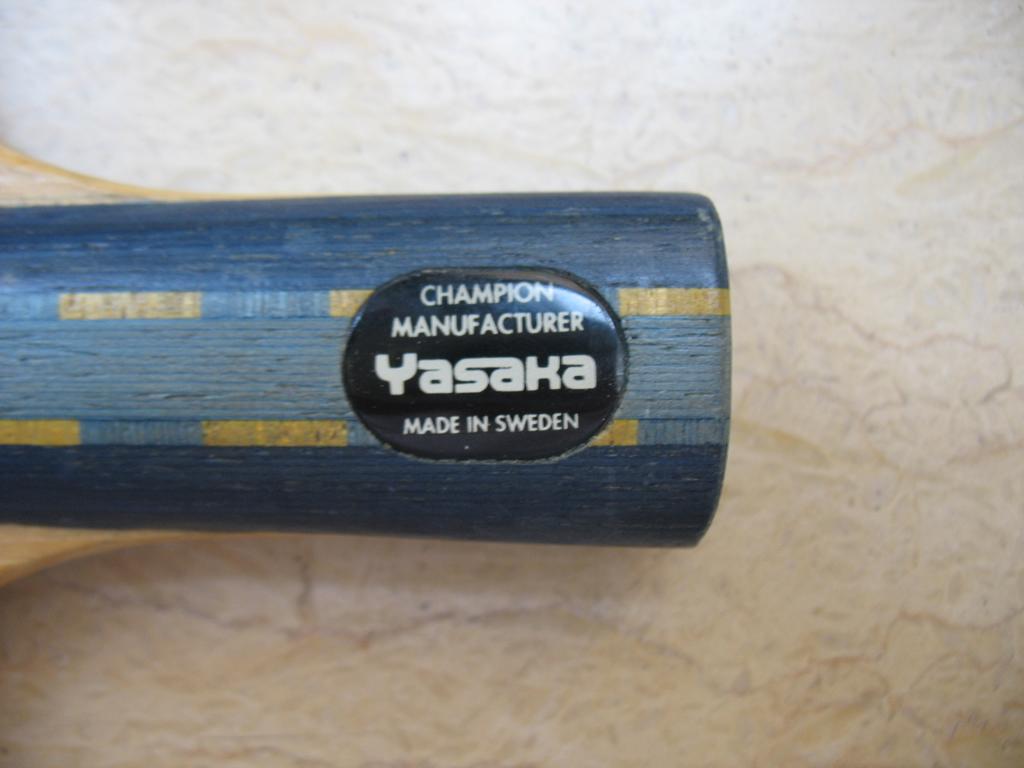 CHAMPION
MANUFACTURER
Yasaka
MADE IN SWEDEN